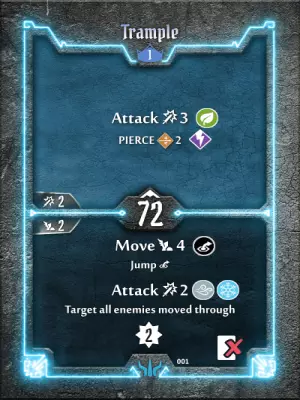 Trample
1
Attack 3
PIERCE 2
2
72
2
Move 4
Jump
Attack 2
Target all enemies moved through
2
001